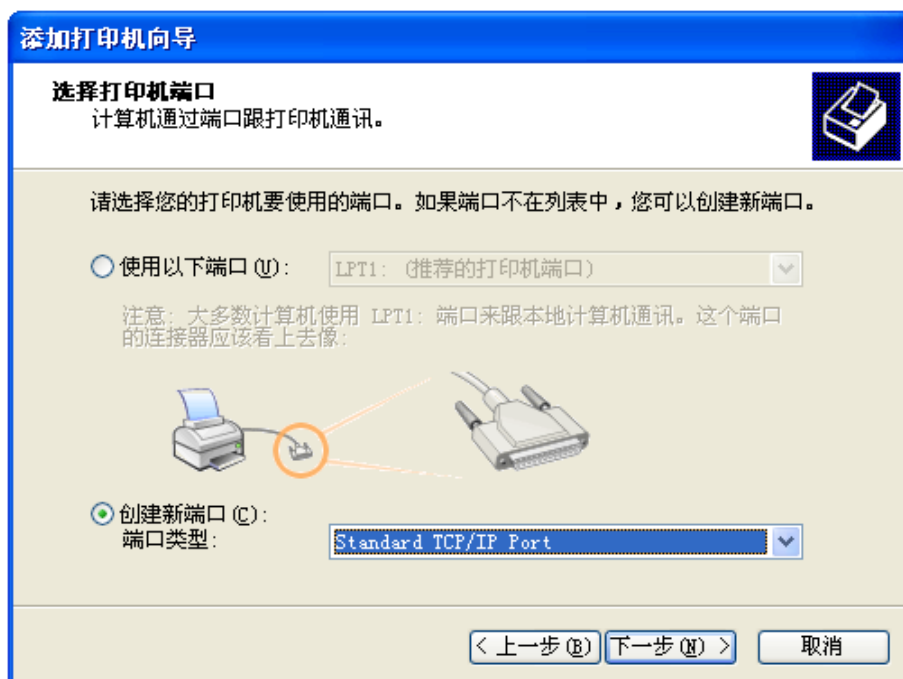 添加打印机向导
选择打印机端口
计算机通过端口跟打印机通讯。
请选择您的打印机要使用的端口。如果端口不在列表中，您可以创建新端口。
使用以下端口(U)： LPT1: (推荐的打印机端口)
注意: 大多数计算机使用 LPT1: 端口来跟本地计算机通讯。这个端口
的连接器应该看上去像:
创建新端口(C):
端口类型: Standard TCP/IP Port
< 上一步(B) 下一步(N) > 取消